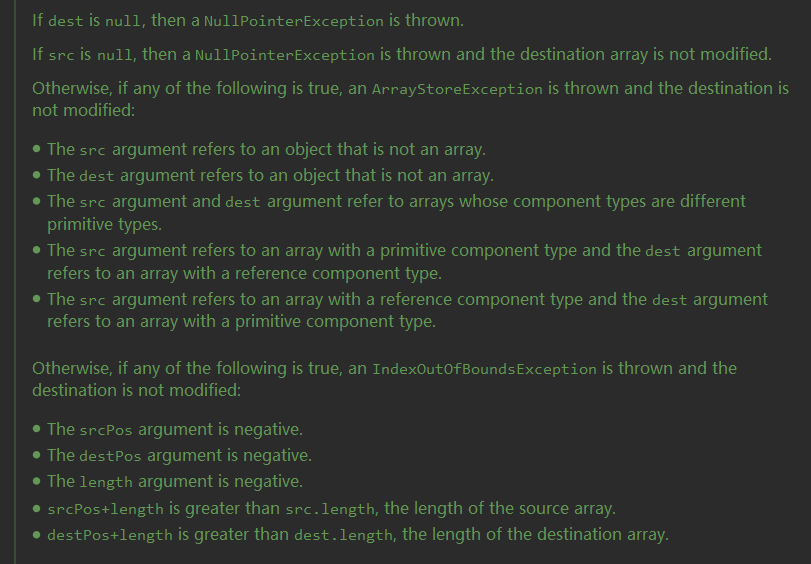 If dest is null, then a NullPointerException is thrown.
If src is null, then a NullPointerException is thrown and the destination array is not modified.
Otherwise, if any of the following is true, an ArrayStoreException is thrown and the destination is
not modified:
• The src argument refers to an object that is not an array.
• The dest argument refers to an object that is not an array.
• The src argument and dest argument refer to arrays whose component types are different
primitive types.
• The src argument refers to an array with a primitive component type and the dest argument
refers to an array with a reference component type.
• The src argument refers to an array with a reference component type and the dest argument
refers to an array with a primitive component type.
Otherwise, if any of the following is true, an IndexOutOfBoundsException is thrown and the
destination is not modified:
• The srcPos argument is negative.
• The destPos argument is negative.
• The length argument is negative.
• srcPos+length is greater than src.length, the length of the source array.
• destPos+length is greater than dest.length, the length of the destination array.